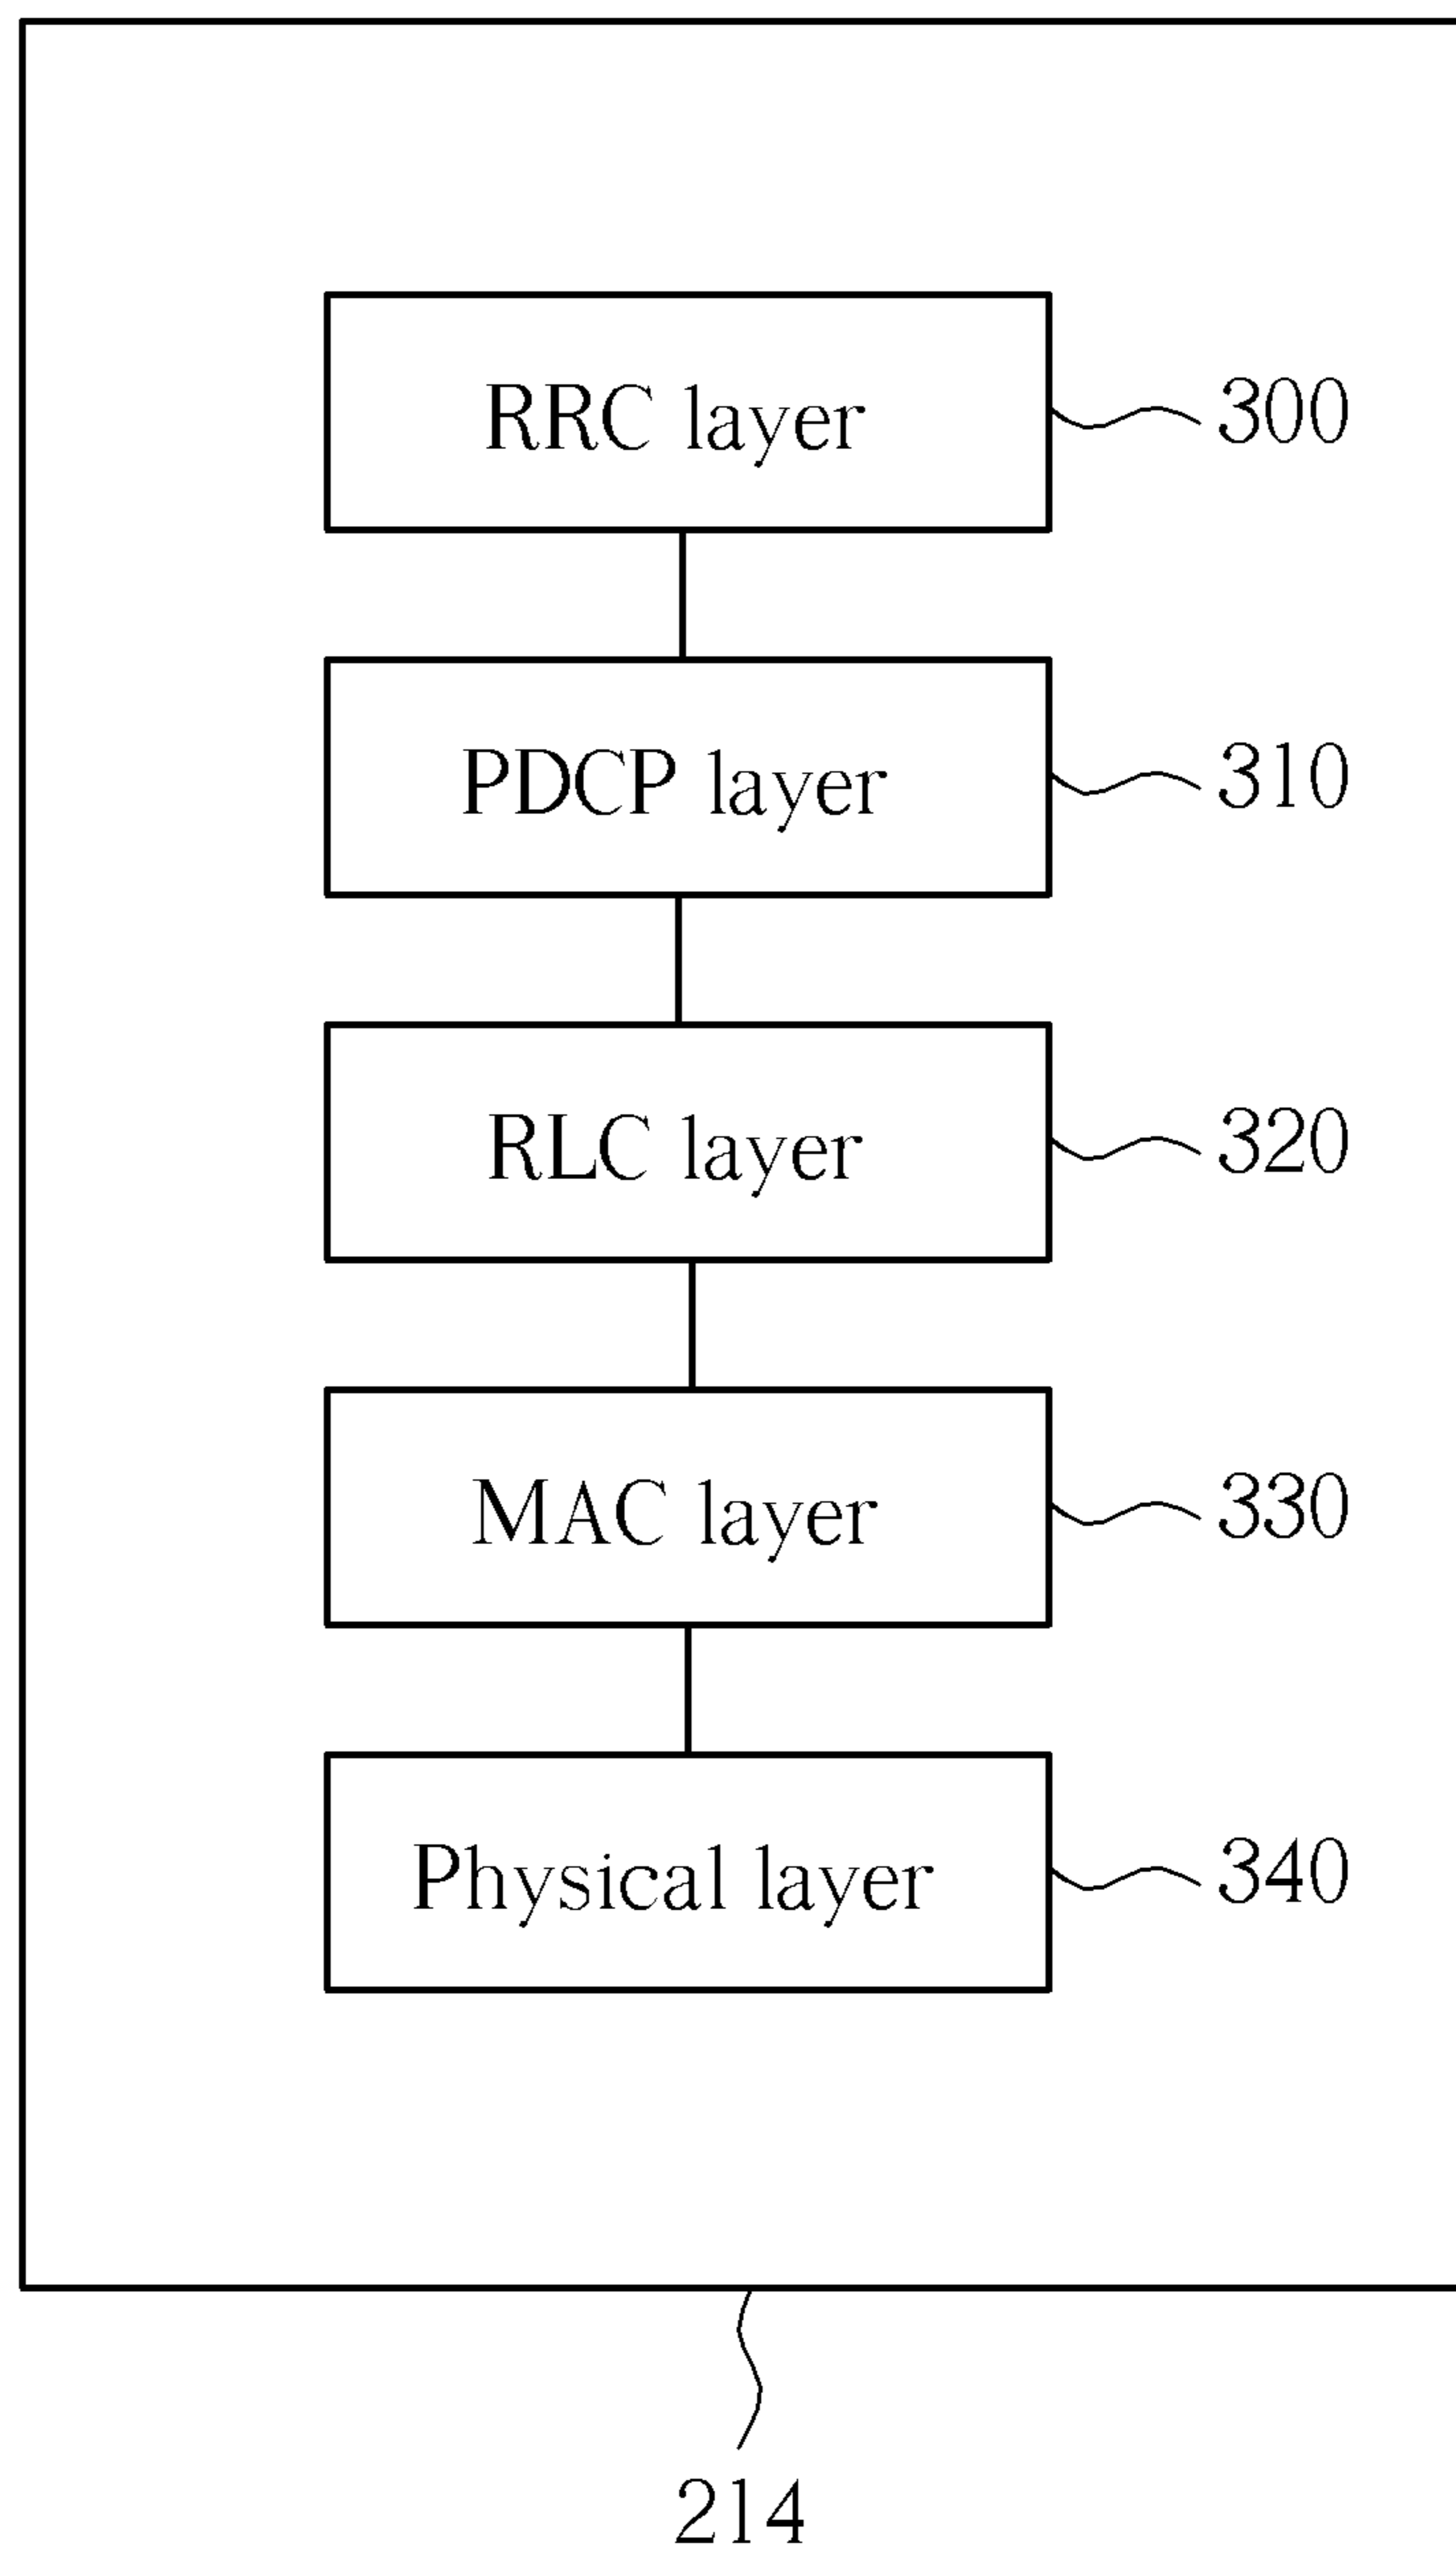 RRC layer 300
PDCP layer 310
RLC layer 320
MAC layer 330
Physical layer 340
214